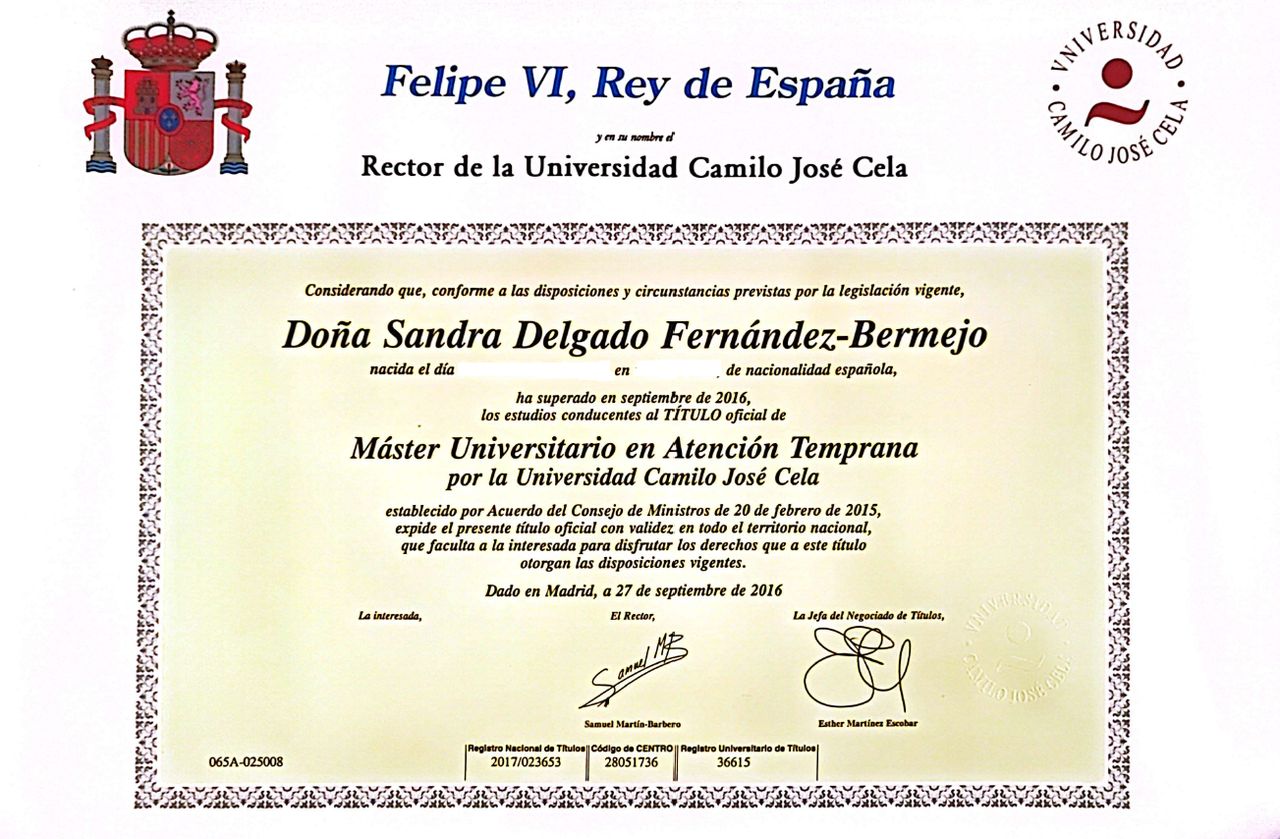 Felipe VI, Rey de España
VNIVERSIDAD
CAMILO JOSÉ CELA
y en su nombre el
Rector de la Universidad Camilo José Cela
Considerando que, conforme a las disposiciones y circunstancias previstas por la legislación vigente,
Doña Sandra Delgado Fernández-Bermejo
nacida el día en , de nacionalidad española,
ha superado en septiembre de 2016,
los estudios conducentes al TÍTULO oficial de
Máster Universitario en Atención Temprana
por la Universidad Camilo José Cela
establecido por Acuerdo del Consejo de Ministros de 20 de febrero de 2015,
expide el presente título oficial con validez en todo el territorio nacional,
que faculta a la interesada para disfrutar los derechos que a este título
otorgan las disposiciones vigentes.
Dado en Madrid, a 27 de septiembre de 2016
La interesada, El Rector, La Jefa del Negociado de Títulos,
VNIVERSIDAD
CAMILO JOSÉ CELA
Samuel MB
Samuel Martín-Barbero Esther Martínez Escobar
Registro Nacional de Títulos Código de CENTRO Registro Universitario de Títulos
065A-025008 2017/023653 28051736 36615